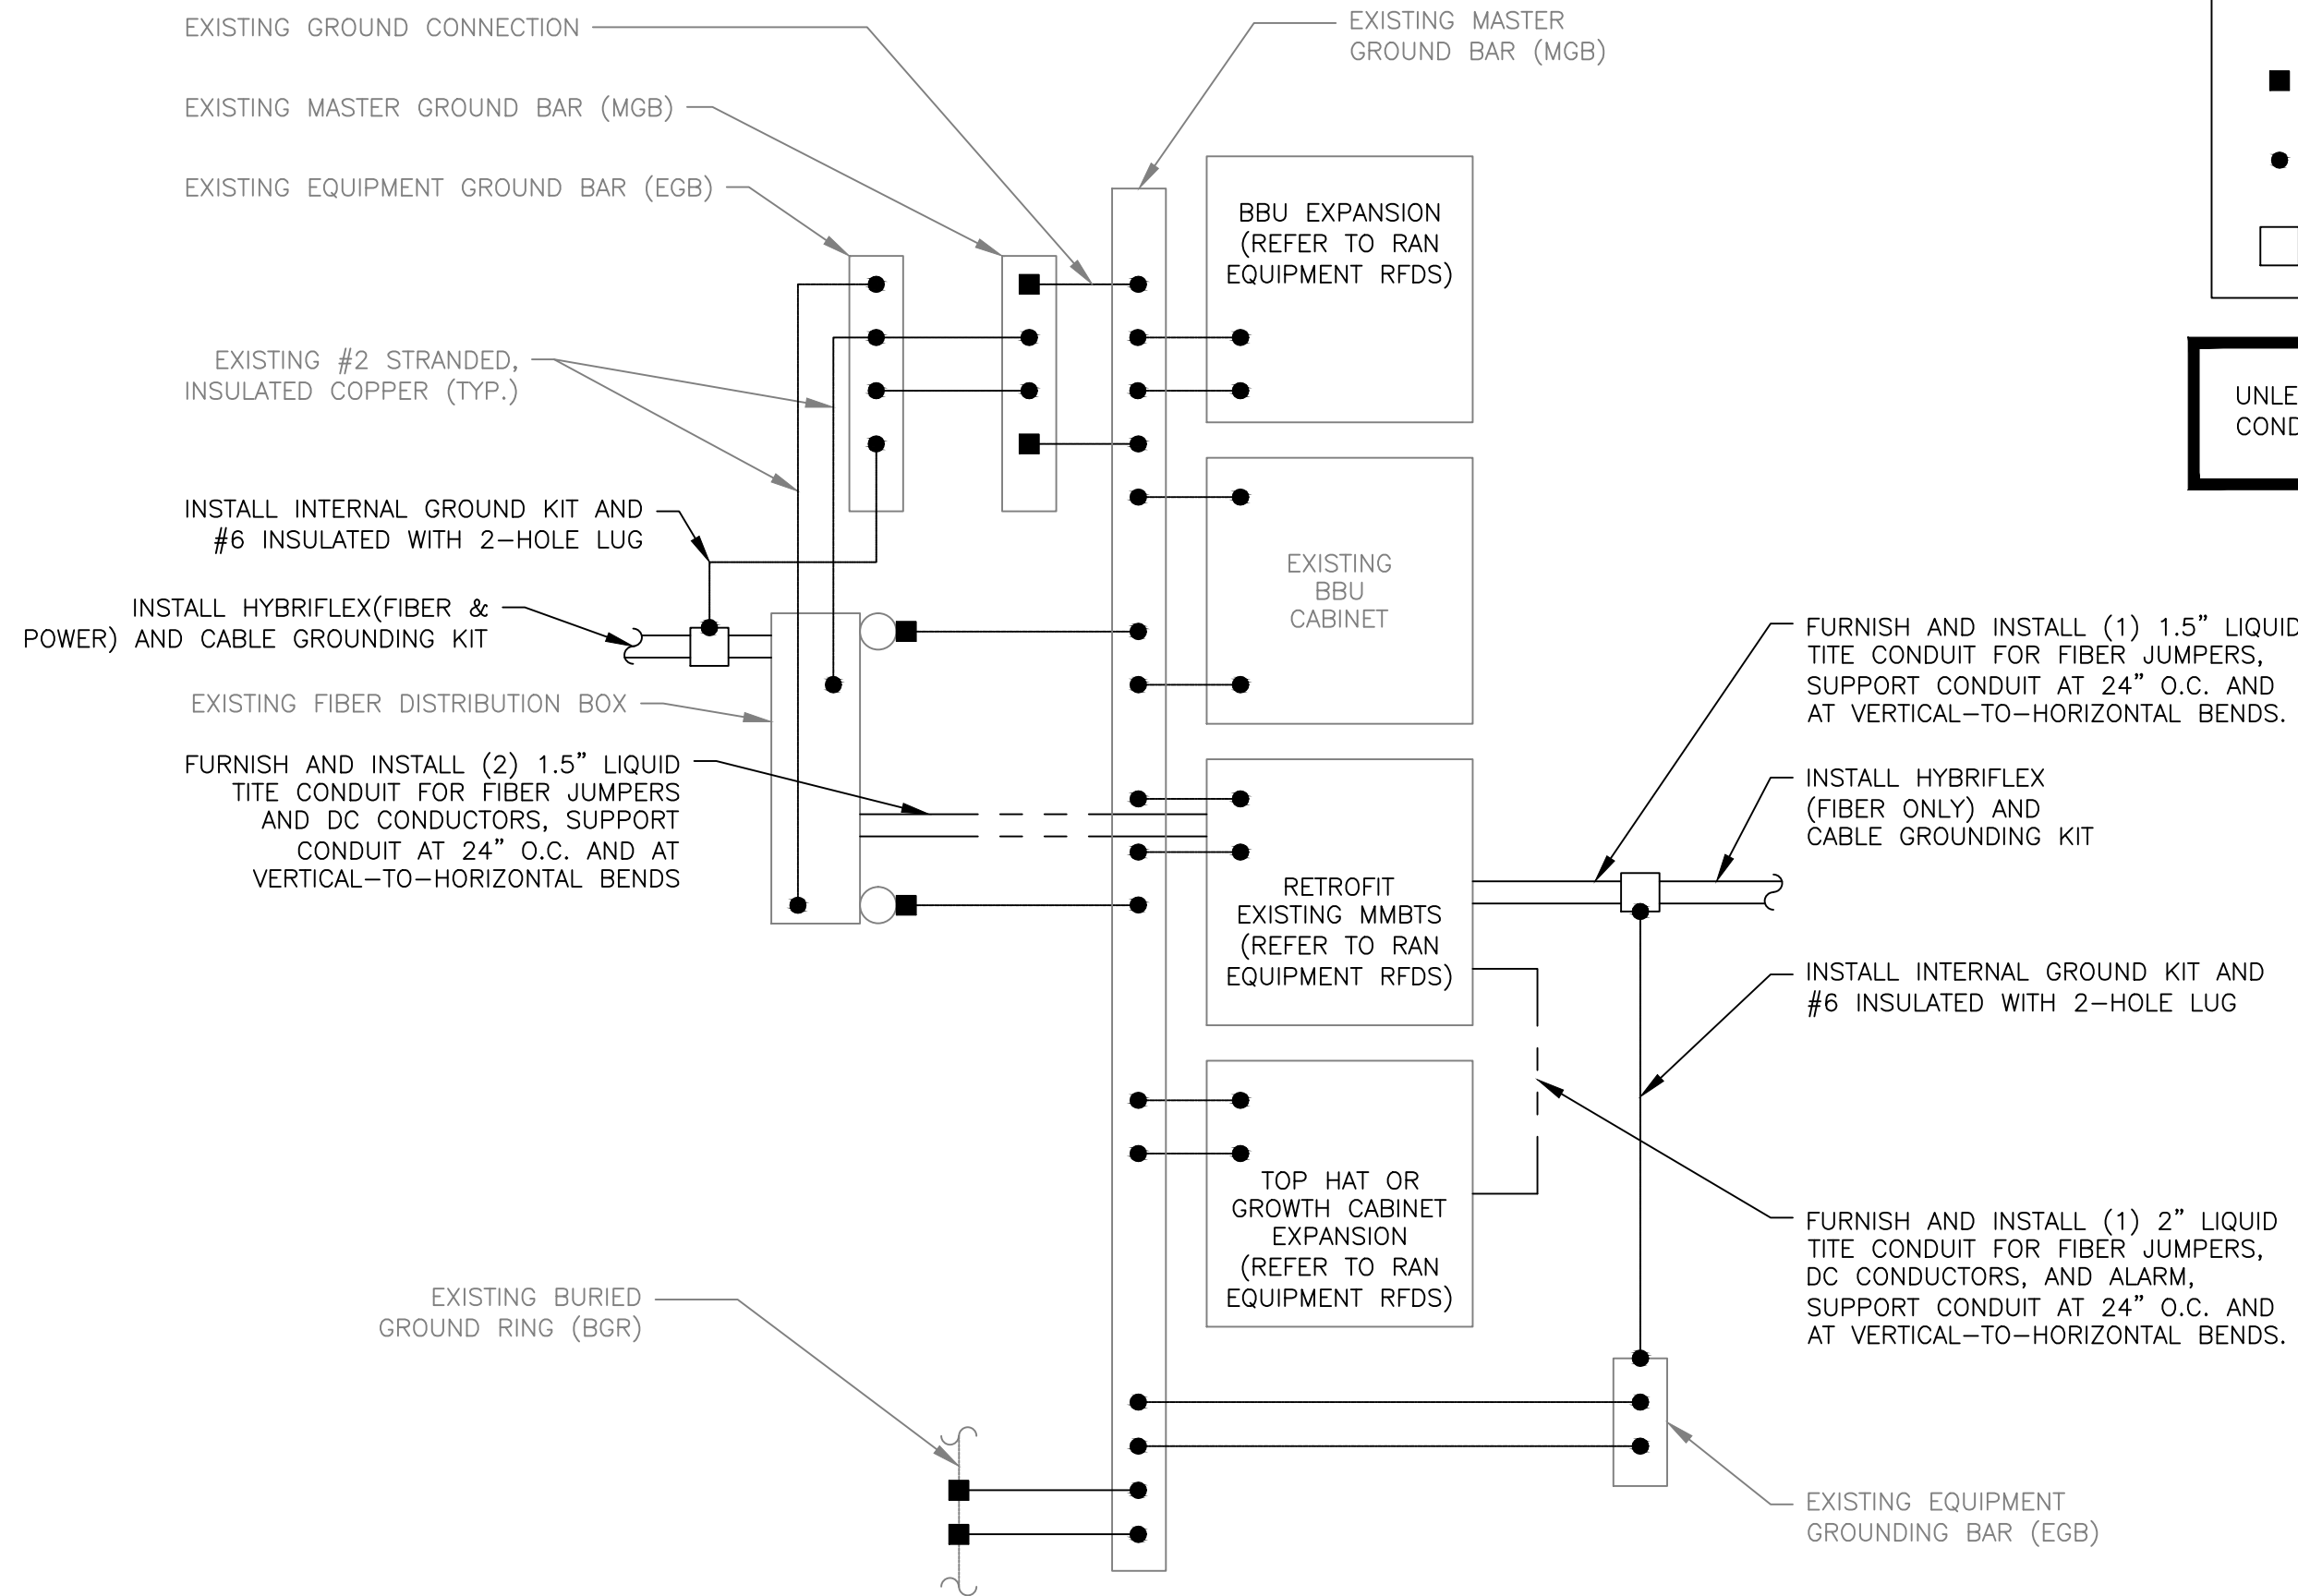 EXISTING GROUND CONNECTION
EXISTING MASTER GROUND BAR (MGB)
EXISTING EQUIPMENT GROUND BAR (EGB)
EXISTING #2 STRANDED,
INSULATED COPPER (TYP.)
INSTALL INTERNAL GROUND KIT AND
#6 INSULATED WITH 2-HOLE LUG
INSTALL HYBRIFLEX(FIBER &
POWER) AND CABLE GROUNDING KIT
EXISTING FIBER DISTRIBUTION BOX
FURNISH AND INSTALL (2) 1.5” LIQUID
TITE CONDUIT FOR FIBER JUMPERS
AND DC CONDUCTORS, SUPPORT
CONDUIT AT 24” O.C. AND AT
VERTICAL-TO-HORIZONTAL BENDS
EXISTING BURIED
GROUND RING (BGR)
EXISTING MASTER
GROUND BAR (MGB)
BBU EXPANSION
(REFER TO RAN
EQUIPMENT RFDS)
EXISTING
BBU
CABINET
RETROFIT
EXISTING MMBTS
(REFER TO RAN
EQUIPMENT RFDS)
TOP HAT OR
GROWTH CABINET
EXPANSION
(REFER TO RAN
EQUIPMENT RFDS)
FURNISH AND INSTALL (1) 1.5” LIQUID
TITE CONDUIT FOR FIBER JUMPERS,
SUPPORT CONDUIT AT 24” O.C. AND
AT VERTICAL-TO-HORIZONTAL BENDS.
INSTALL HYBRIFLEX
(FIBER ONLY) AND
CABLE GROUNDING KIT
INSTALL INTERNAL GROUND KIT AND
#6 INSULATED WITH 2-HOLE LUG
FURNISH AND INSTALL (1) 2” LIQUID
TITE CONDUIT FOR FIBER JUMPERS,
DC CONDUCTORS, AND ALARM,
SUPPORT CONDUIT AT 24” O.C. AND
AT VERTICAL-TO-HORIZONTAL BENDS.
EXISTING EQUIPMENT
GROUNDING BAR (EGB)